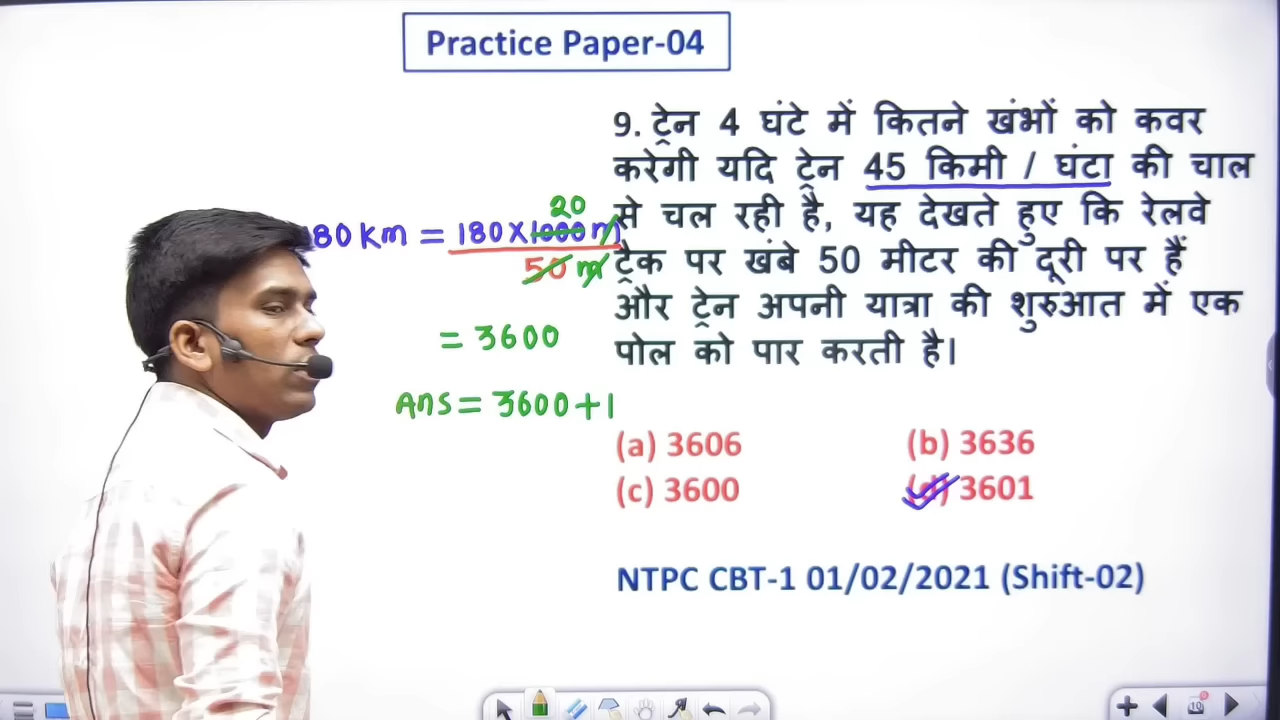 Practice Paper-04
9. ट्रेन 4 घंटे में कितने खंभों को कवर
करेगी यदि ट्रेन 45 किमी / घंटा की चाल
से चल रही है, यह देखते हुए कि रेलवे
ट्रैक पर खंबे 50 मीटर की दूरी पर हैं
और ट्रेन अपनी यात्रा की शुरुआत में एक
पोल को पार करती है।
20
80 Km = 180 × 1000 m
50 m
= 3600
Ans = 3600 + 1
(a) 3606 (b) 3636
(c) 3600 (d) 3601
NTPC CBT-1 01/02/2021 (Shift-02)